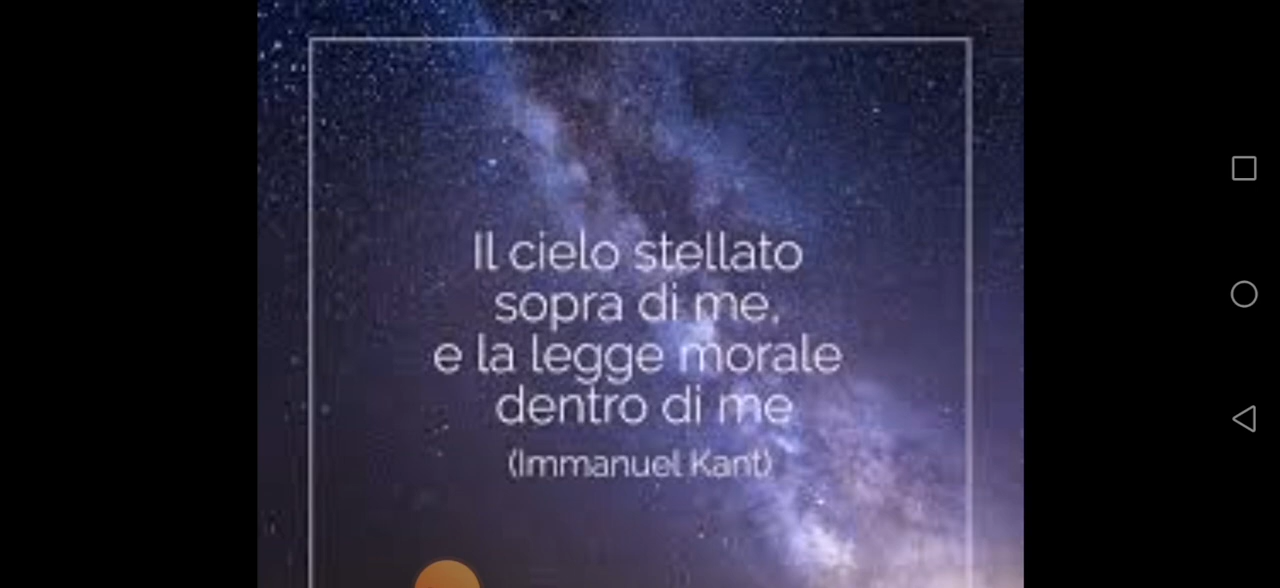 Il cielo stellato
sopra di me,
e la legge morale
dentro di me
(Immanuel Kant)